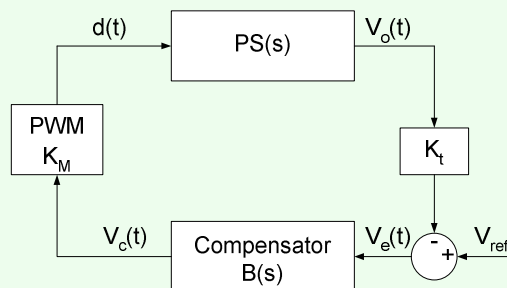 d(t)
PS(s)
Vo(t)
PWM
KM
Kt
Vc(t)
Compensator
B(s)
Ve(t)
-
+
Vref